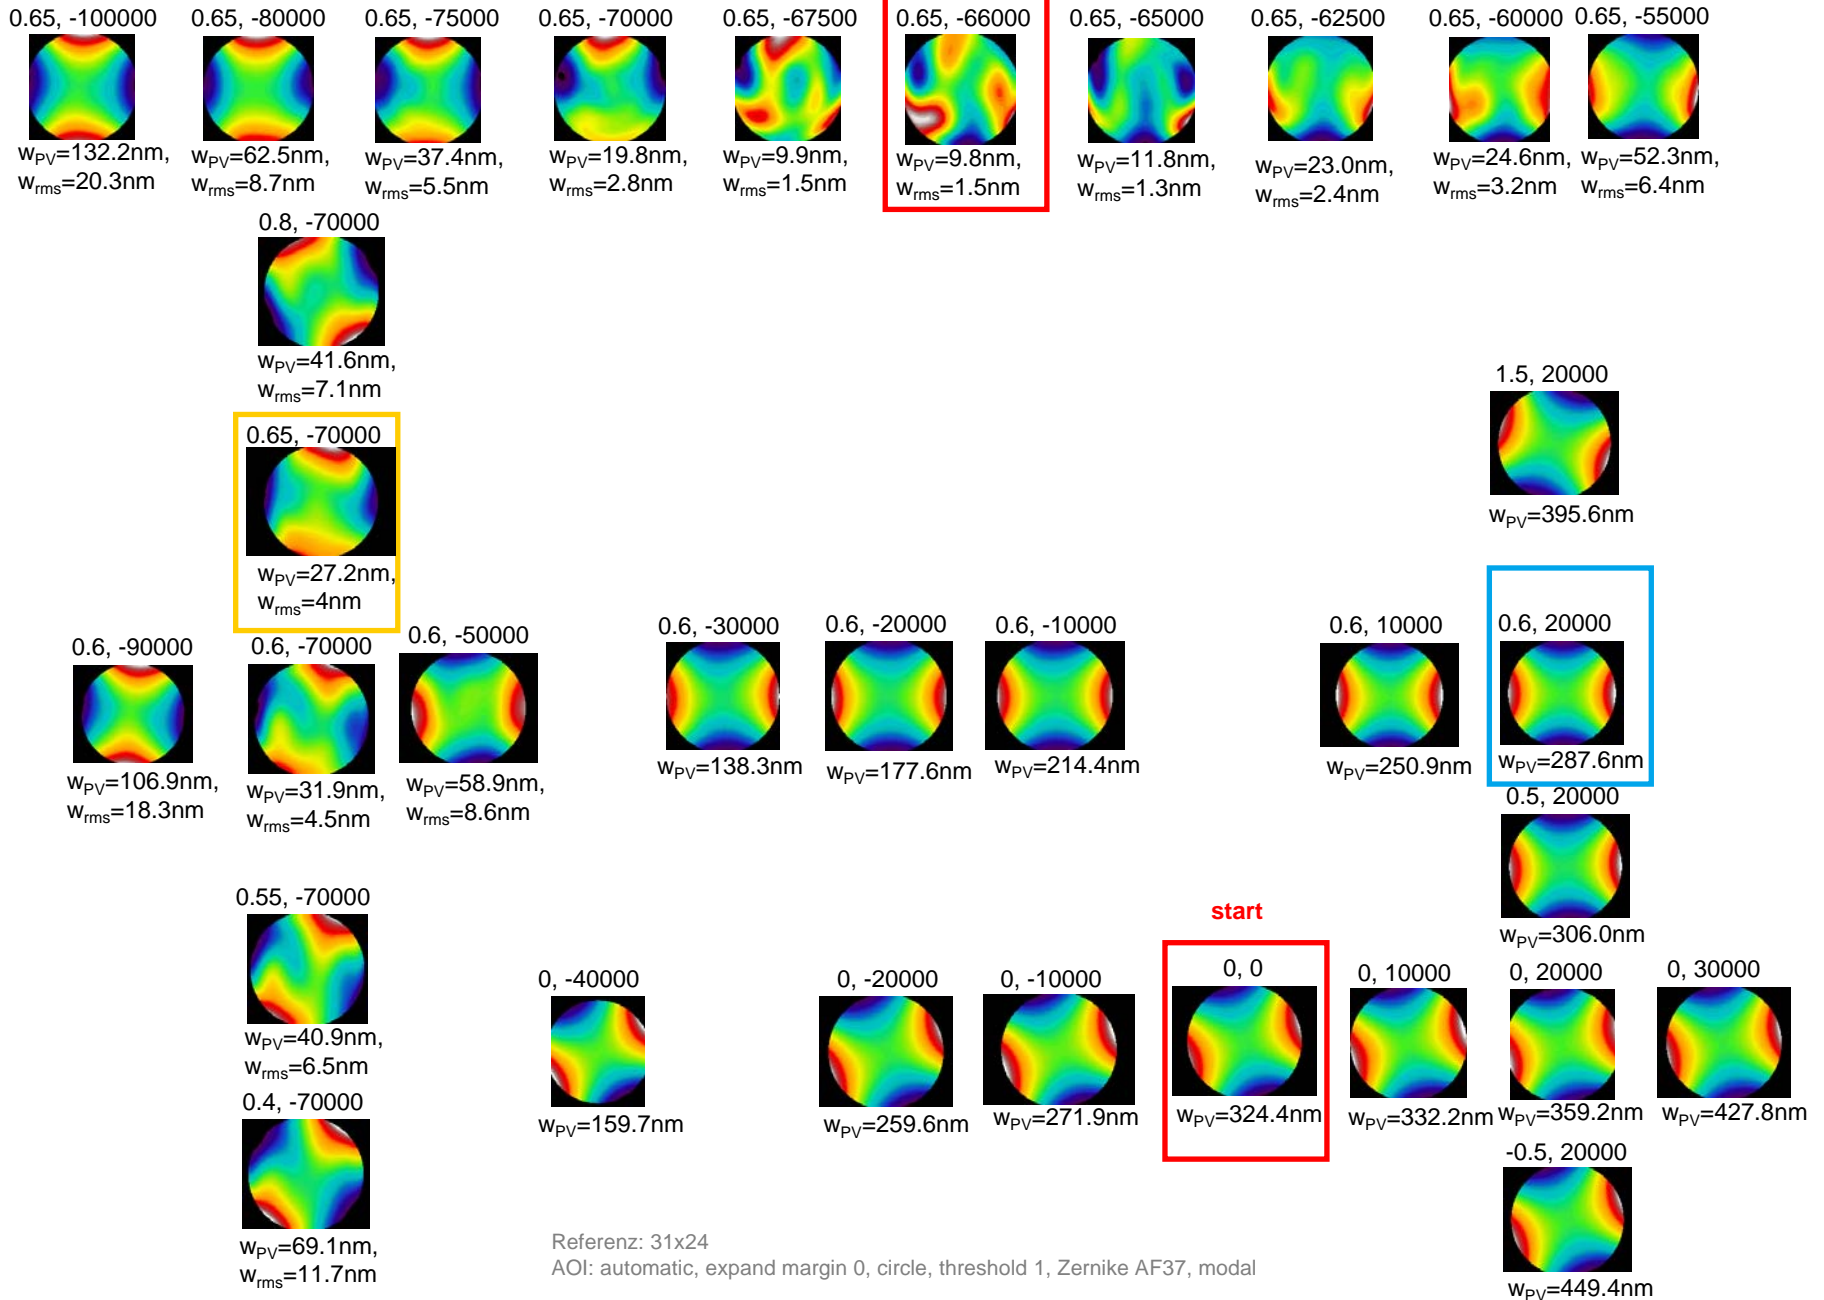 0.65, -100000
0.65, -80000
0.65, -75000
0.65, -70000
0.65, -67500
0.65, -66000
0.65, -65000
0.65, -62500
0.65, -60000
0.65, -55000
wPV=132.2nm,
wrms=20.3nm
wPV=62.5nm,
wrms=8.7nm
wPV=37.4nm,
wrms=5.5nm
wPV=19.8nm,
wrms=2.8nm
wPV=9.9nm,
wrms=1.5nm
wPV=9.8nm,
wrms=1.5nm
wPV=11.8nm,
wrms=1.3nm
wPV=23.0nm,
wrms=2.4nm
wPV=24.6nm,
wrms=3.2nm
wPV=52.3nm,
wrms=6.4nm
0.8, -70000
wPV=41.6nm,
wrms=7.1nm
1.5, 20000
wPV=395.6nm
0.65, -70000
wPV=27.2nm,
wrms=4nm
0.6, -90000
wPV=106.9nm,
wrms=18.3nm
0.6, -70000
wPV=31.9nm,
wrms=4.5nm
0.6, -50000
wPV=58.9nm,
wrms=8.6nm
0.6, -30000
wPV=138.3nm
0.6, -20000
wPV=177.6nm
0.6, -10000
wPV=214.4nm
0.6, 10000
wPV=250.9nm
0.6, 20000
wPV=287.6nm
0.5, 20000
wPV=306.0nm
0.55, -70000
wPV=40.9nm,
wrms=6.5nm
start
0, -40000
wPV=159.7nm
0, -20000
wPV=259.6nm
0, -10000
wPV=271.9nm
0, 0
wPV=324.4nm
0, 10000
wPV=332.2nm
0, 20000
wPV=359.2nm
0, 30000
wPV=427.8nm
0.4, -70000
wPV=69.1nm,
wrms=11.7nm
-0.5, 20000
wPV=449.4nm
Referenz: 31x24
AOI: automatic, expand margin 0, circle, threshold 1, Zernike AF37, modal